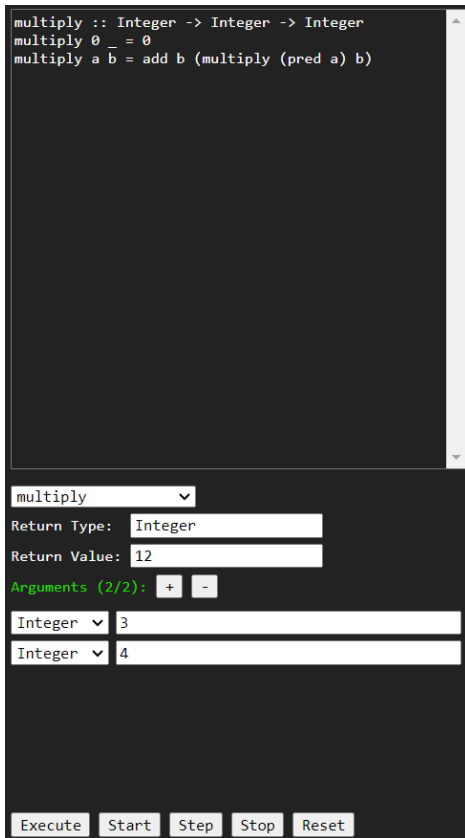 multiply :: Integer -> Integer -> Integer
multiply 0 _ = 0
multiply a b = add b (multiply (pred a) b)
multiply
Return Type: Integer
Return Value: 12
Arguments (2/2): + -
Integer 3
Integer 4
Execute Start Step Stop Reset